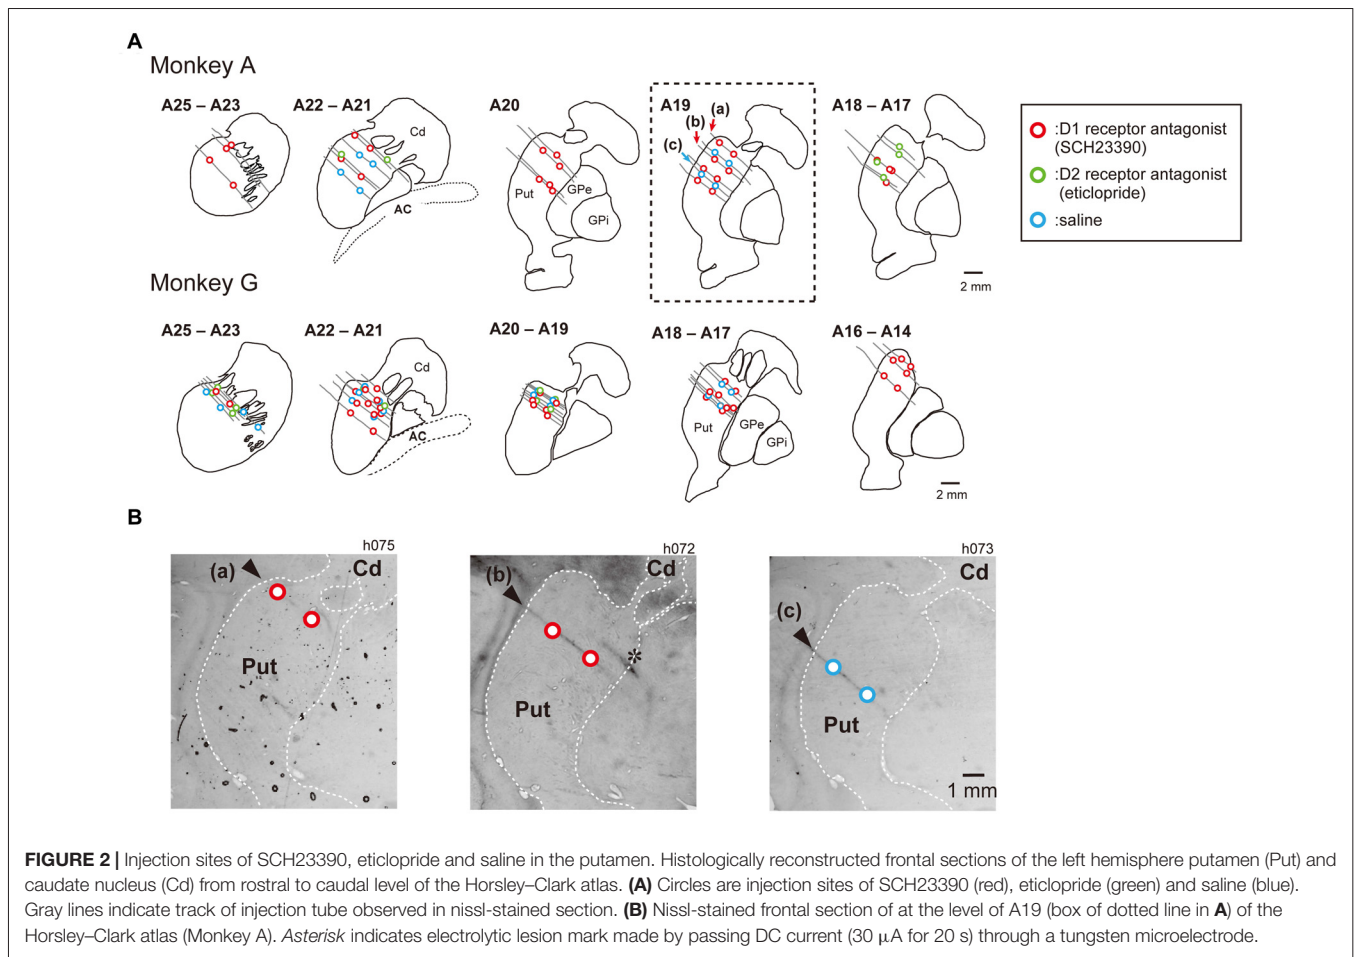 A
Monkey A
A25 – A23
A22 – A21
A20
A19
A18 – A17
(a)
(b)
(c)
Cd
AC
Put
GPe
GPi
2 mm
:D1 receptor antagonist
(SCH23390)
:D2 receptor antagonist
(eticlopride)
:saline
Monkey G
A25 – A23
A22 – A21
A20 – A19
A18 – A17
A16 – A14
Cd
AC
Put
GPe
GPi
2 mm
B
h075
(a)
Cd
Put
h072
(b)
Cd
*
Put
h073
Cd
(c)
Put
1 mm
FIGURE 2 | Injection sites of SCH23390, eticlopride and saline in the putamen. Histologically reconstructed frontal sections of the left hemisphere putamen (Put) and
caudate nucleus (Cd) from rostral to caudal level of the Horsley–Clark atlas. (A) Circles are injection sites of SCH23390 (red), eticlopride (green) and saline (blue).
Gray lines indicate track of injection tube observed in nissl-stained section. (B) Nissl-stained frontal section of at the level of A19 (box of dotted line in A) of the
Horsley–Clark atlas (Monkey A). Asterisk indicates electrolytic lesion mark made by passing DC current (30 μA for 20 s) through a tungsten microelectrode.